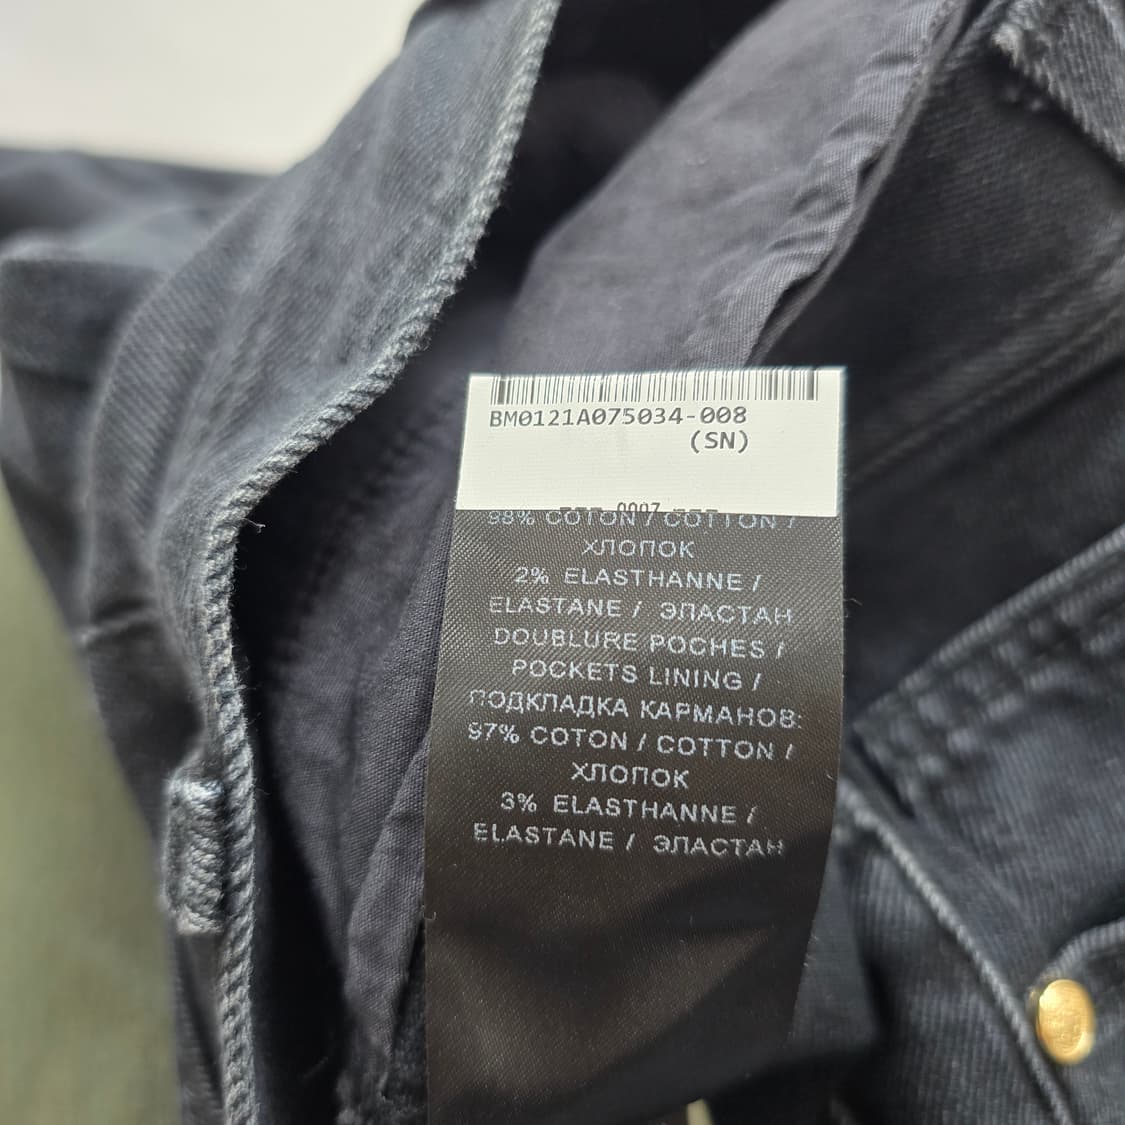 BM0121A075034-008
(SN)
--- 0007 ---
98% COTON / COTTON /
ХЛОПОК
2% ELASTHANNE /
ELASTANE / ЭЛАСТАН
DOUBLURE POCHES /
POCKETS LINING /
ПОДКЛАДКА КАРМАНОВ:
97% COTON / COTTON /
ХЛОПОК
3% ELASTHANNE /
ELASTANE / ЭЛАСТАН